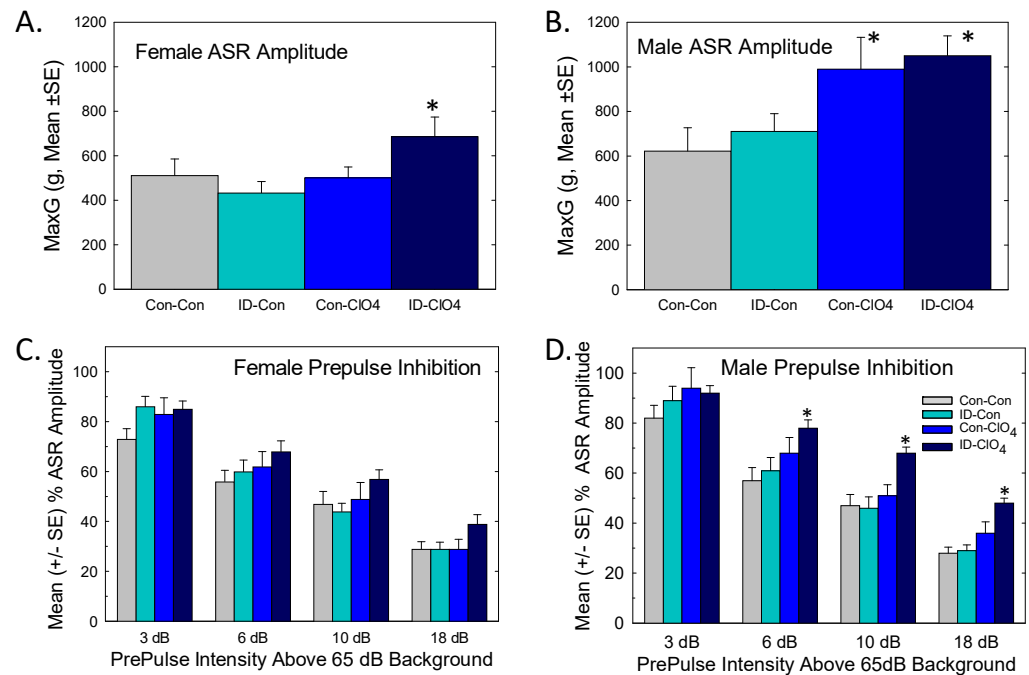 A.
Female ASR Amplitude
MaxG (g, Mean ±SE)
1200
1000
800
600
400
200
0
*
Con-Con ID-Con Con-ClO4 ID-ClO4
B.
Male ASR Amplitude
MaxG (g, Mean ±SE)
1200
1000
800
600
400
200
0
* *
Con-Con ID-Con Con-ClO4 ID-ClO4
C.
Female Prepulse Inhibition
Mean (+/- SE) % ASR Amplitude
100
80
60
40
20
0
3 dB 6 dB 10 dB 18 dB
PrePulse Intensity Above 65 dB Background
D.
Male Prepulse Inhibition
Mean (+/- SE) % ASR Amplitude
100
80
60
40
20
0
Con-Con
ID-Con
Con-ClO₄
ID-ClO₄
* * *
3 dB 6 dB 10 dB 18 dB
PrePulse Intensity Above 65dB Background